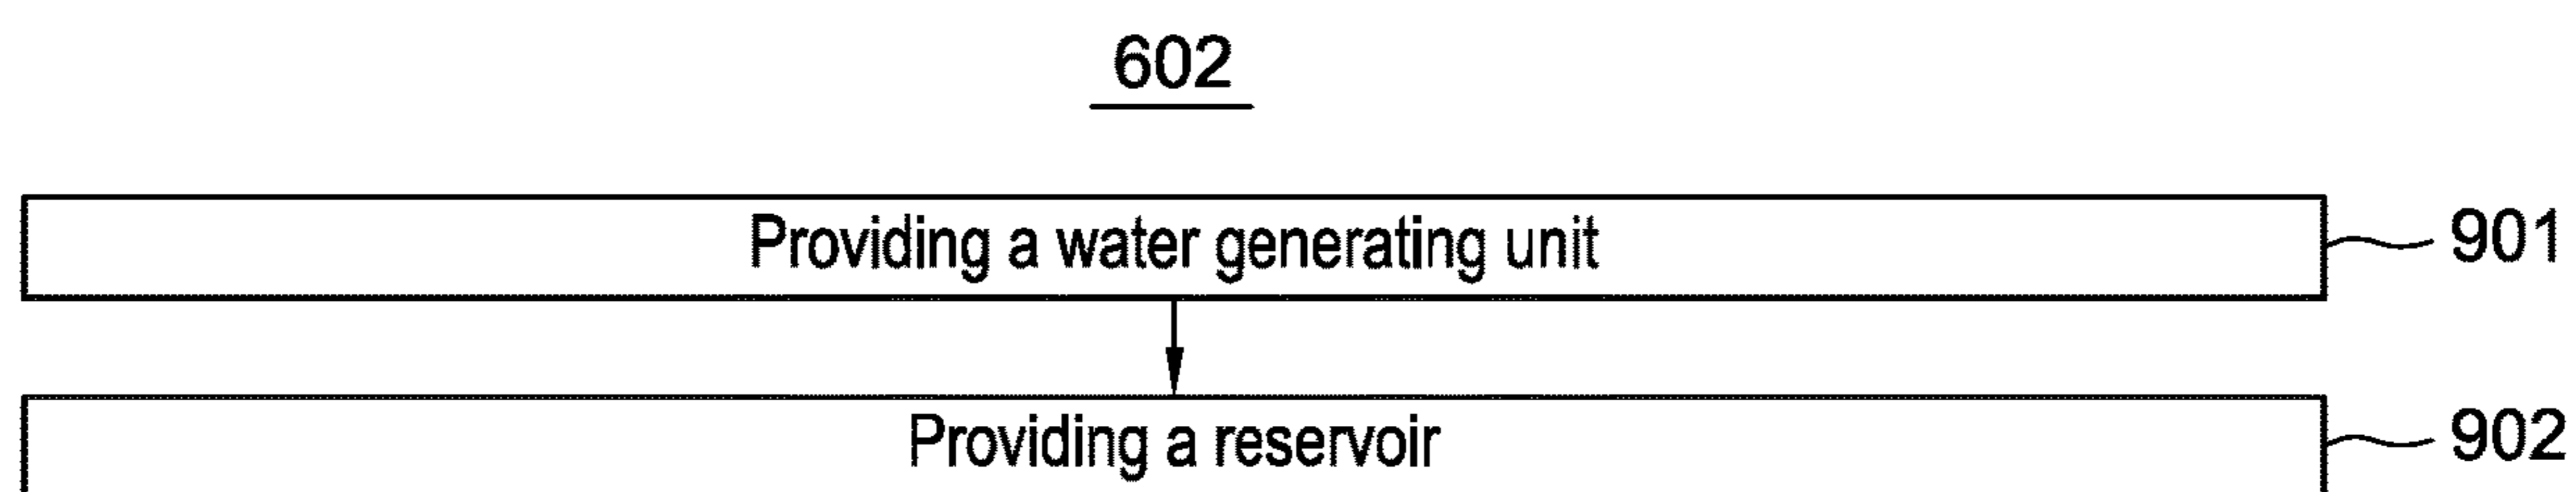 602
Providing a water generating unit 901
Providing a reservoir 902